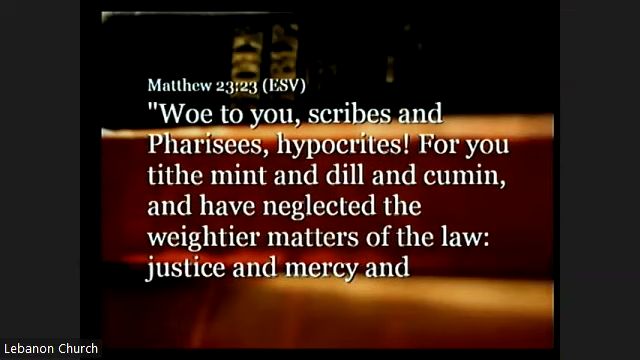 Matthew 23:23 (ESV)
"Woe to you, scribes and
Pharisees, hypocrites! For you
tithe mint and dill and cumin,
and have neglected the
weightier matters of the law:
justice and mercy and
Lebanon Church